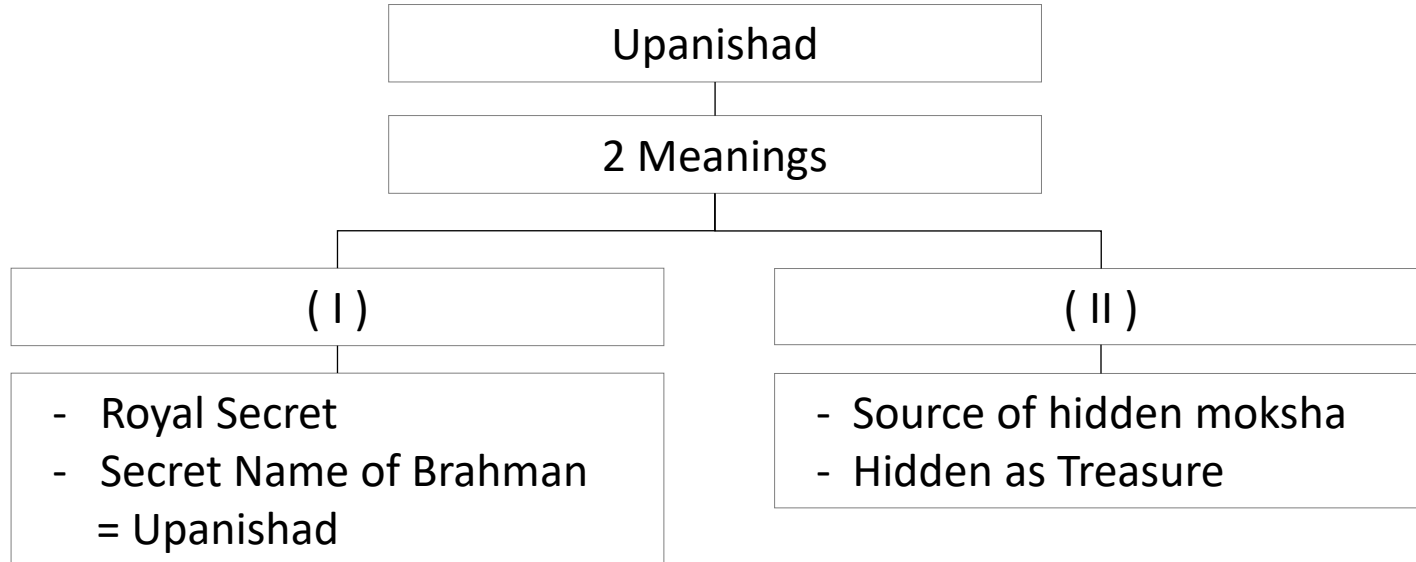 Upanishad
2 Meanings
( I )
- Royal Secret
- Secret Name of Brahman
= Upanishad
( II )
- Source of hidden moksha
- Hidden as Treasure